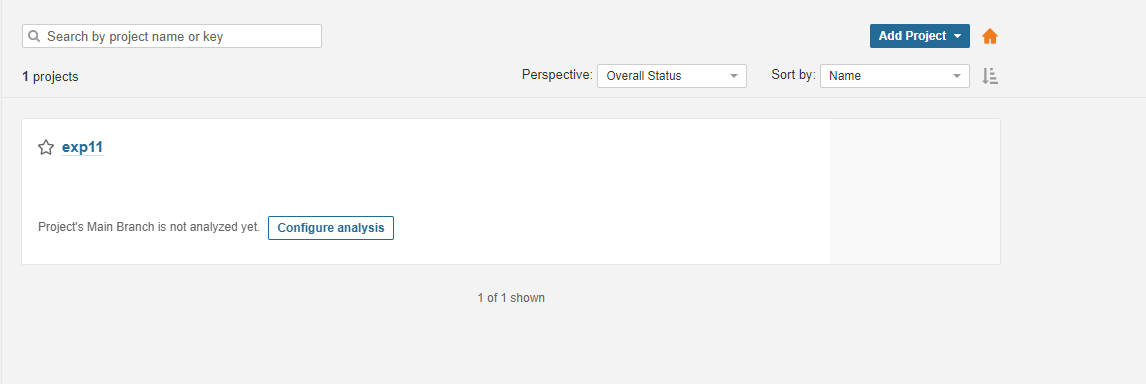 Search by project name or key
Add Project
1 projects
Perspective: Overall Status
Sort by: Name
exp11
Project's Main Branch is not analyzed yet. Configure analysis
1 of 1 shown